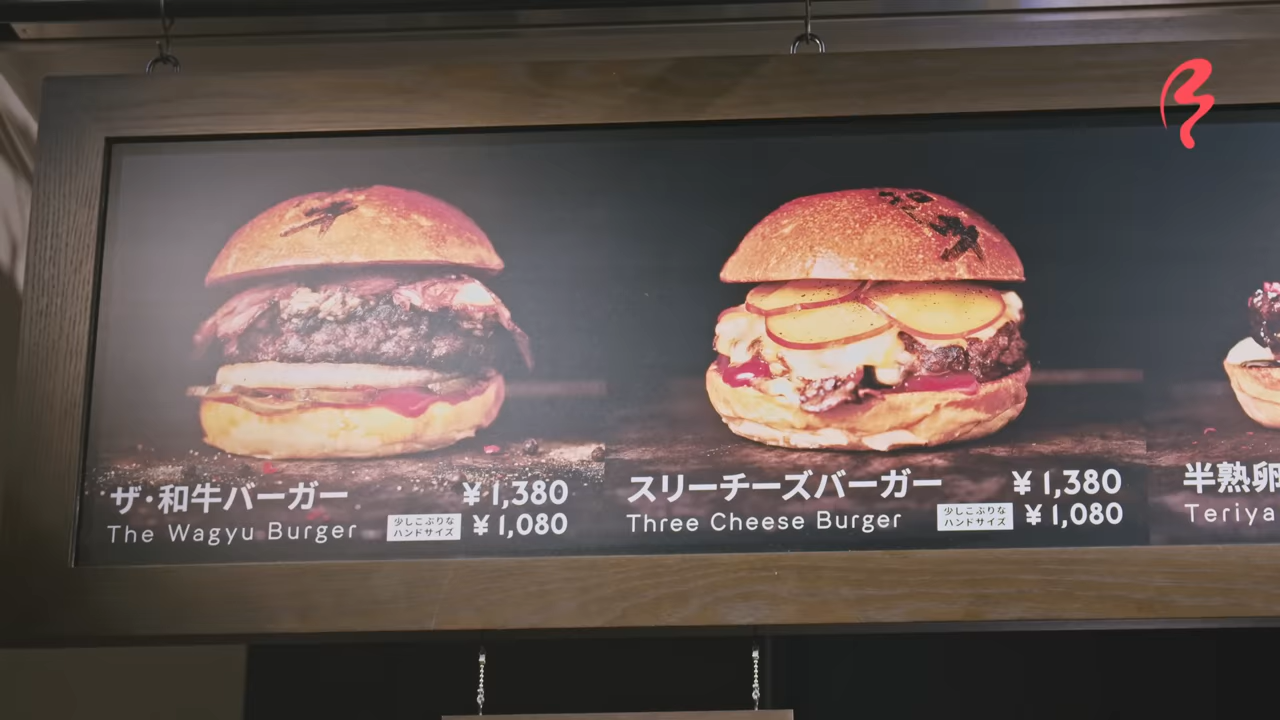 ザ・和牛バーガー
¥1,380
The Wagyu Burger
少しこぶりな
ハンドサイズ
¥1,080
スリーチーズバーガー
¥1,380
Three Cheese Burger
少しこぶりな
ハンドサイズ
¥1,080
半熟卵
Teriya